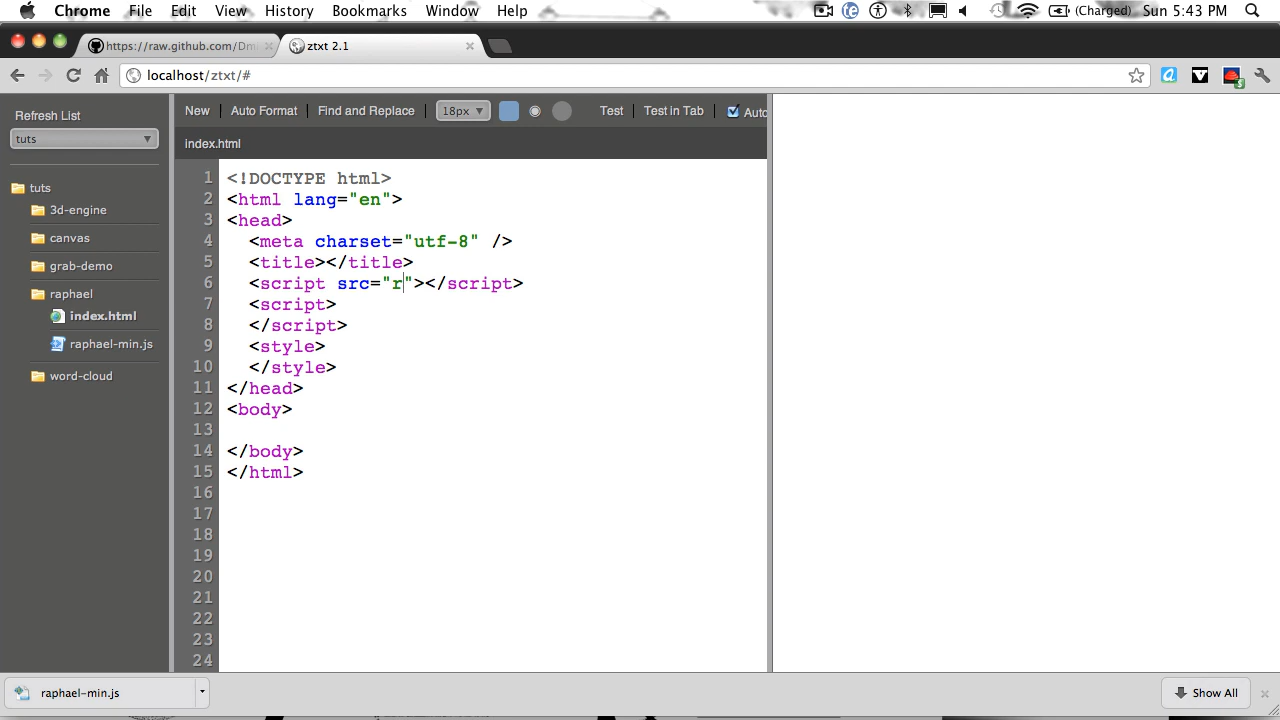 Chrome File Edit View History Bookmarks Window Help (Charged) Sun 5:43 PM
https://raw.github.com/Dm ztxt 2.1
localhost/ztxt/#
Refresh List
tuts
tuts
3d-engine
canvas
grab-demo
raphael
index.html
raphael-min.js
word-cloud
New Auto Format Find and Replace 18px Test Test in Tab Auto
index.html
1 <!DOCTYPE html>
2 <html lang="en">
3 <head>
4 <meta charset="utf-8" />
5 <title></title>
6 <script src="r"></script>
7 <script>
8 </script>
9 <style>
10 </style>
11 </head>
12 <body>
13
14 </body>
15 </html>
16
17
18
19
20
21
22
23
24
raphael-min.js Show All